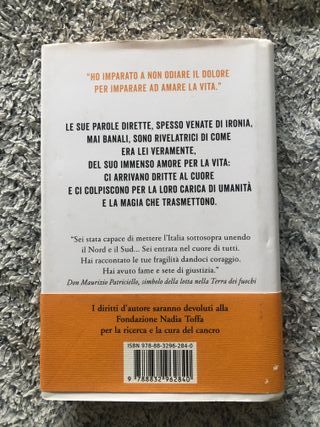 "HO IMPARATO A NON ODIARE IL DOLORE
PER IMPARARE AD AMARE LA VITA."
LE SUE PAROLE DIRETTE, SPESSO VENATE DI IRONIA,
MAI BANALI, SONO RIVELATRICI DI COME
ERA LEI VERAMENTE,
DEL SUO IMMENSO AMORE PER LA VITA:
CI ARRIVANO DRITTE AL CUORE
E CI COLPISCONO PER LA LORO CARICA DI UMANITÀ
E LA MAGIA CHE TRASMETTONO.
"Sei stata capace di mettere l'Italia sottosopra unendo
il Nord e il Sud... Sei entrata nel cuore di tutti.
Hai raccontato le tue fragilità dandoci coraggio.
Hai avuto fame e sete di giustizia."
Don Maurizio Patriciello, simbolo della lotta nella Terra dei fuochi
I diritti d'autore saranno devoluti alla
Fondazione Nadia Toffa
per la ricerca e la cura del cancro
ISBN 978-88-3296-284-0
9 788832 962840